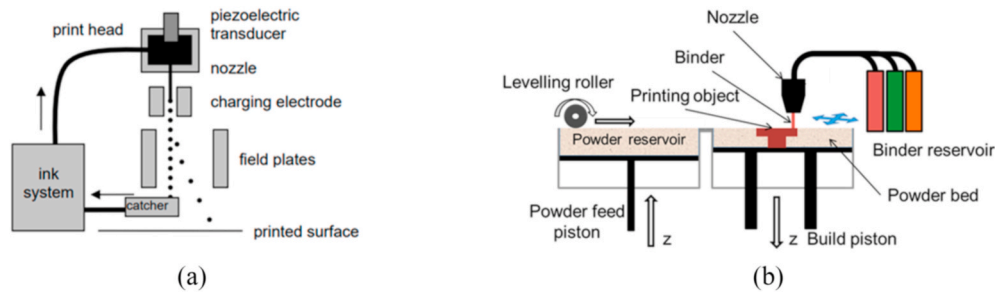 piezoelectric
transducer
print head
nozzle
charging electrode
field plates
ink
system
catcher
printed surface
(a)
Nozzle
Binder
Levelling roller
Printing object
Powder reservoir
Binder reservoir
Powder bed
Powder feed
piston
z
z
Build piston
(b)